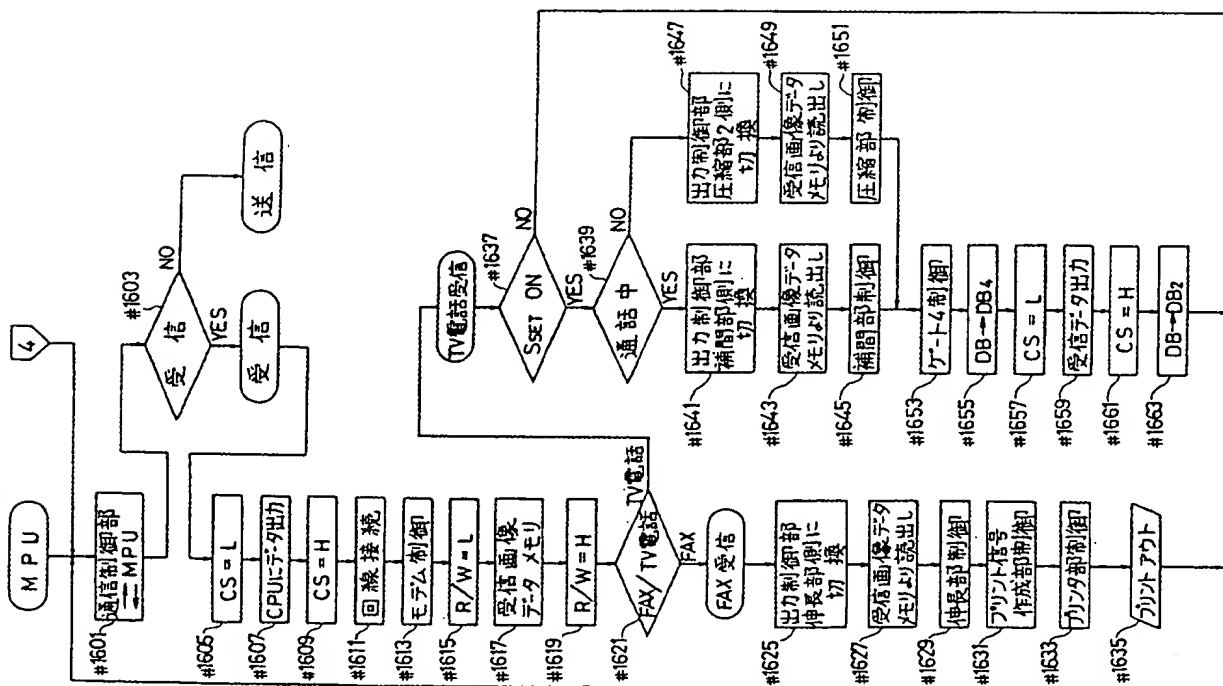 MPU
4
#1601
通信制御部
⇄MPU
受信
#1603
NO
YES
送信
受信
#1605
CS=L
#1607
CPUにデータ出力
#1609
CS=H
#1611
回線接続
#1613
モデム制御
#1615
R/W=L
#1617
受信画像
データメモリ
#1619
R/W=H
#1621
FAX/TV電話
TV電話
FAX
FAX受信
#1625
出力制御部
伸長部側に
切換
#1627
受信画像データ
メモリより読出し
#1629
伸長部制御
#1631
プリント信号
作成部制御
#1633
プリンタ部制御
#1635
プリントアウト
TV電話受信
#1637
SSET ON
NO
YES
#1639
通話中
NO
YES
#1641
出力制御部
補間部側に
切換
#1643
受信画像データ
メモリより読出し
#1645
補間部制御
#1647
出力制御部
圧縮部2側に
切換
#1649
受信画像データ
メモリより読出し
#1651
圧縮部制御
#1653
ゲート4制御
#1655
DB→DB4
#1657
CS=L
#1659
受信データ出力
#1661
CS=H
#1663
DB→DB2